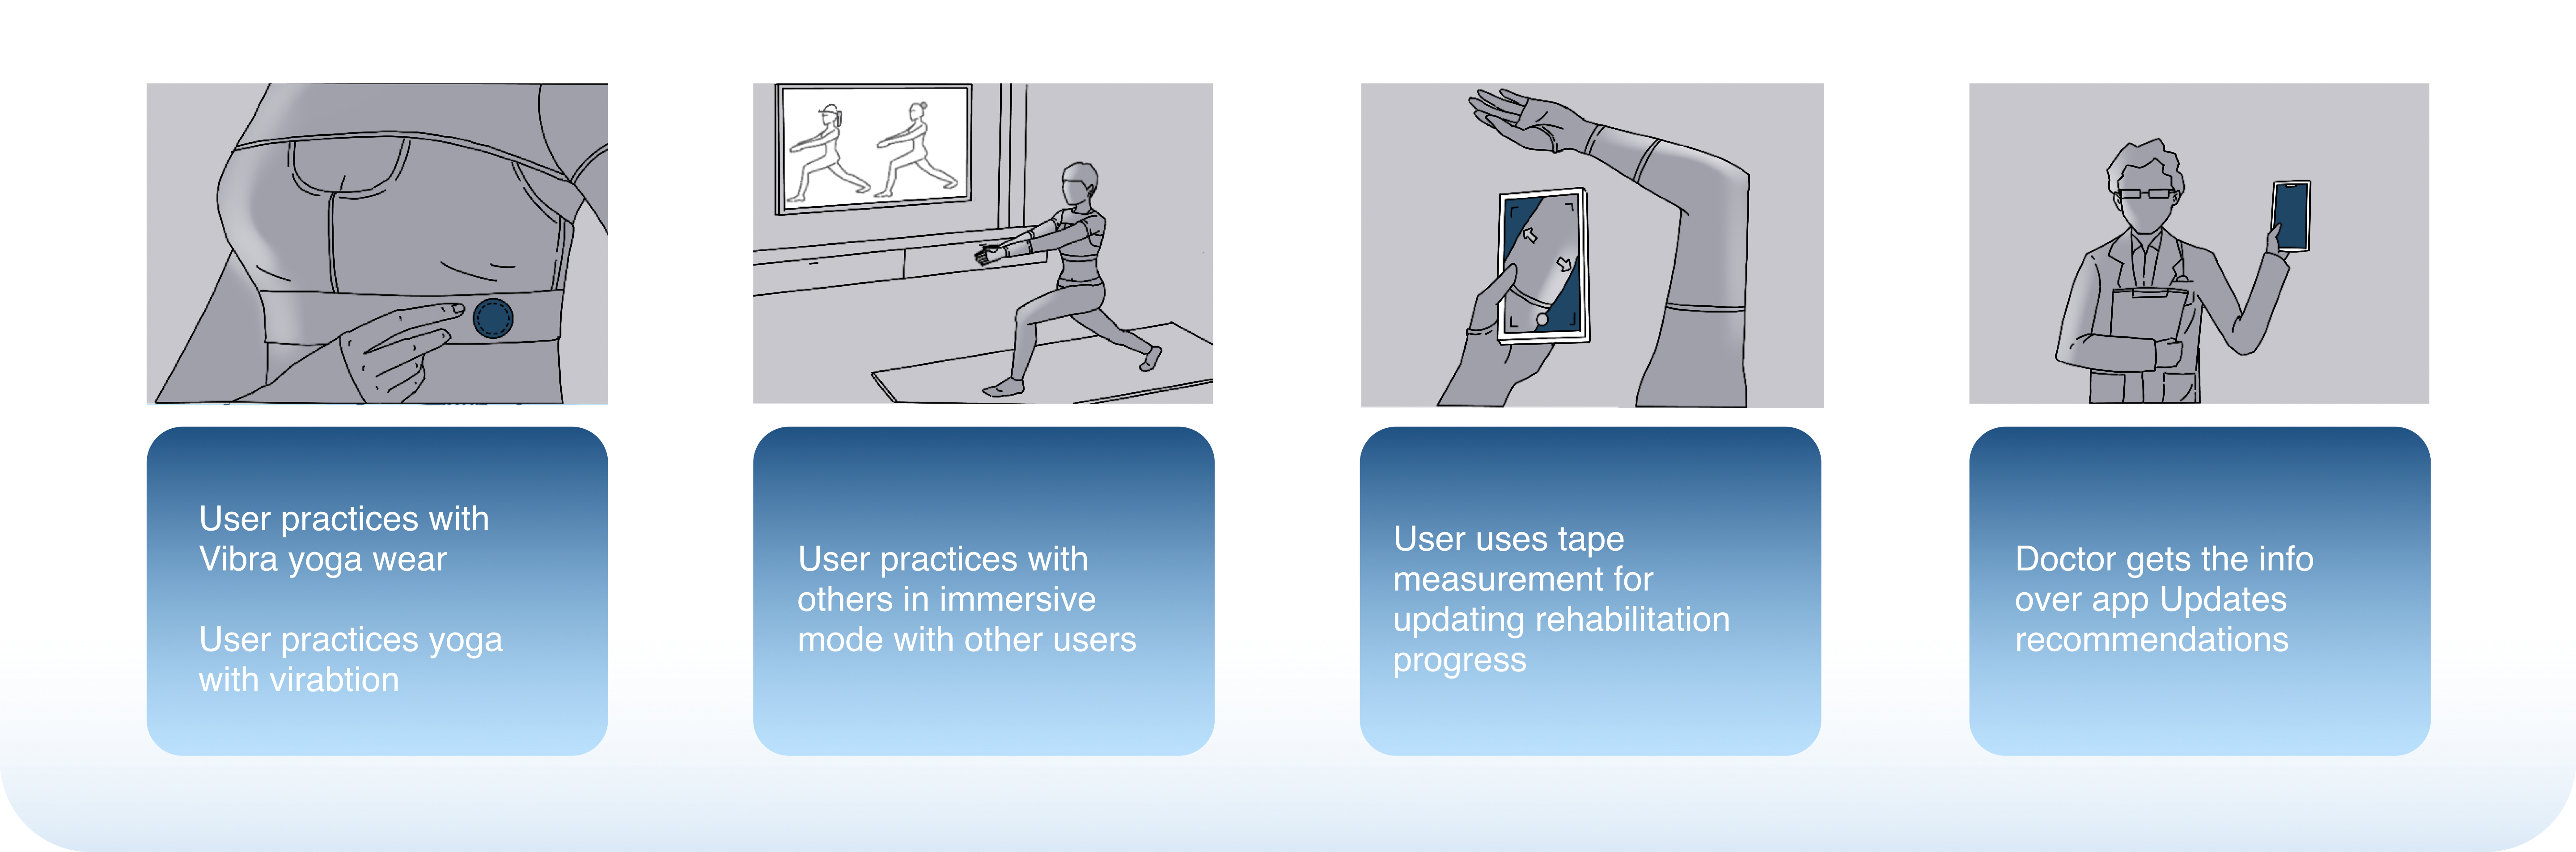 User practices with
Vibra yoga wear
User practices yoga
with virabtion
User practices with
others in immersive
mode with other users
User uses tape
measurement for
updating rehabilitation
progress
Doctor gets the info
over app Updates
recommendations